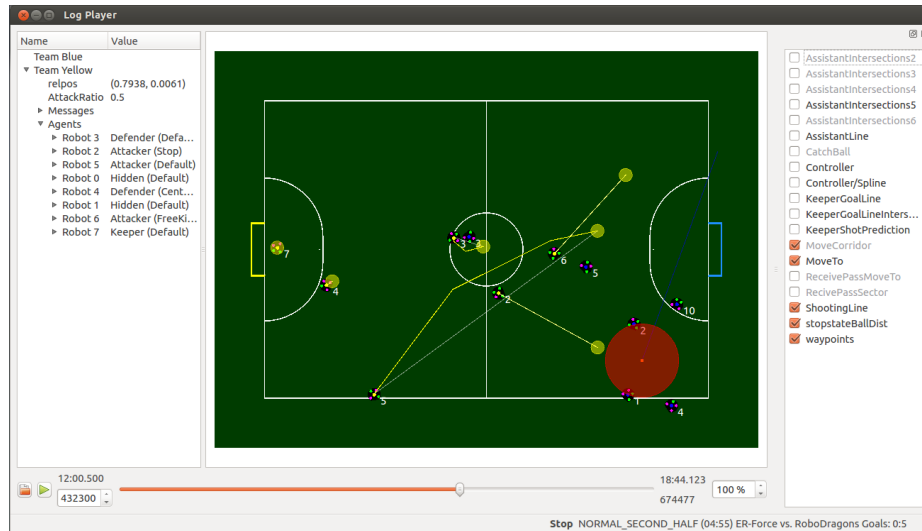 Log Player
Name Value
Team Blue
Team Yellow
relpos (0.7938, 0.0061)
AttackRatio 0.5
Messages
Agents
Robot 3 Defender (Defa...
Robot 2 Attacker (Stop)
Robot 5 Attacker (Default)
Robot 0 Hidden (Default)
Robot 4 Defender (Cent...
Robot 1 Hidden (Default)
Robot 6 Attacker (FreeKi...
Robot 7 Keeper (Default)
7
3
3
6
5
4
2
10
2
5
1
4
AssistantIntersections2
AssistantIntersections3
AssistantIntersections4
AssistantIntersections5
AssistantIntersections6
AssistantLine
CatchBall
Controller
Controller/Spline
KeeperGoalLine
KeeperGoalLineInters...
KeeperShotPrediction
MoveCorridor
MoveTo
ReceivePassMoveTo
RecivePassSector
ShootingLine
stopstateBallDist
waypoints
12:00.500
432300
18:44.123
674477
100 %
Stop NORMAL_SECOND_HALF (04:55) ER-Force vs. RoboDragons Goals: 0:5